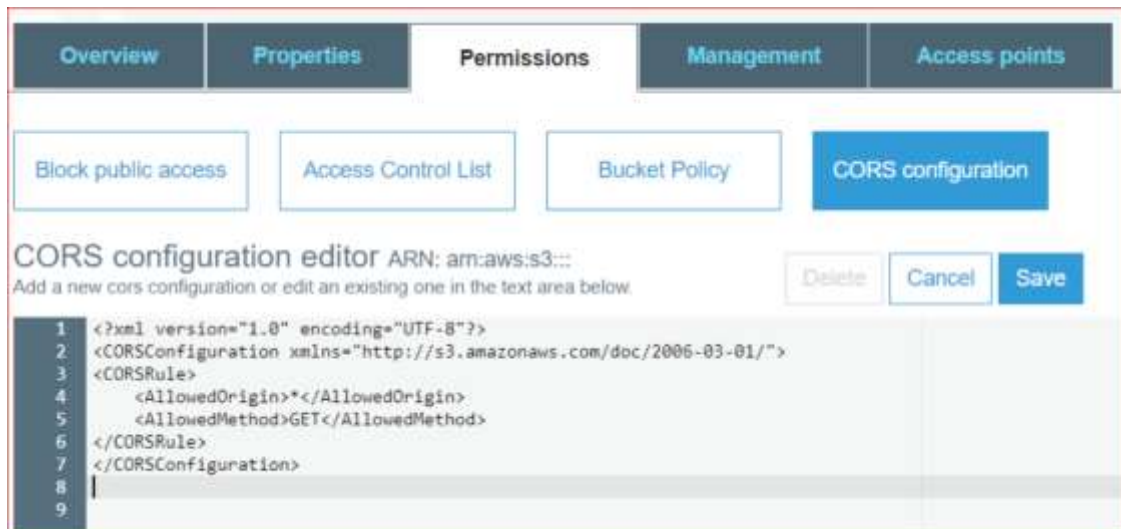 Overview Properties Permissions Management Access points
Block public access Access Control List Bucket Policy CORS configuration
CORS configuration editor ARN: arn:aws:s3:::
Add a new cors configuration or edit an existing one in the text area below.
Delete Cancel Save
1 <?xml version="1.0" encoding="UTF-8"?>
2 <CORSConfiguration xmlns="http://s3.amazonaws.com/doc/2006-03-01/">
3 <CORSRule>
4 <AllowedOrigin>*</AllowedOrigin>
5 <AllowedMethod>GET</AllowedMethod>
6 </CORSRule>
7 </CORSConfiguration>
8
9